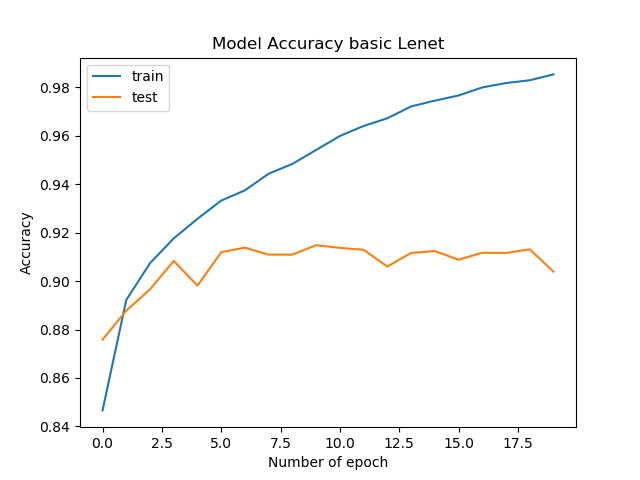 Model Accuracy basic Lenet
train
test
0.98
0.96
0.94
0.92
0.90
0.88
0.86
0.84
Accuracy
0.0 2.5 5.0 7.5 10.0 12.5 15.0 17.5
Number of epoch